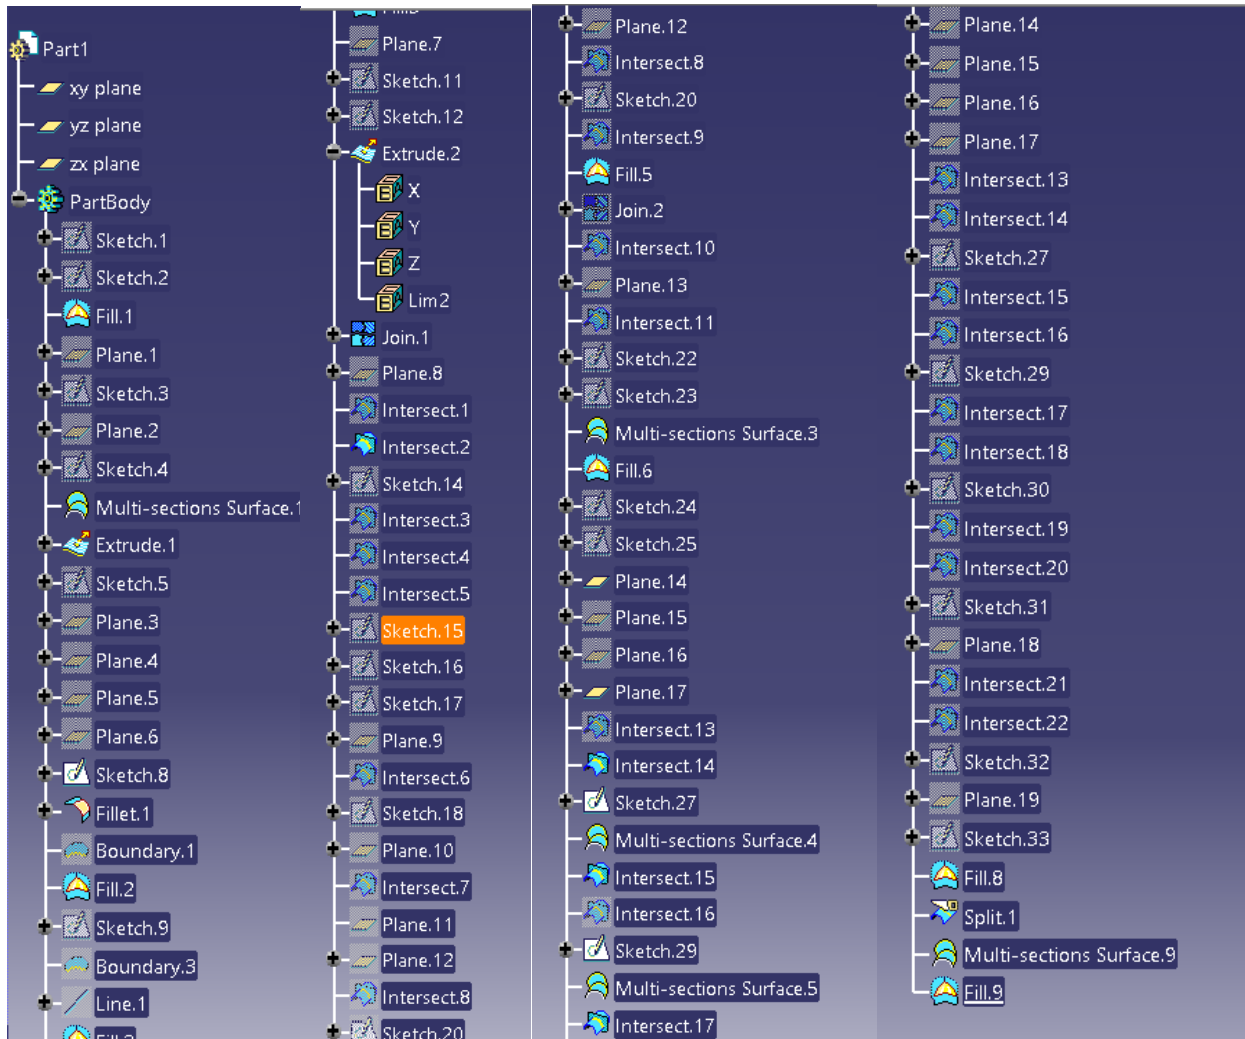 Part1
xy plane
yz plane
zx plane
PartBody
Sketch.1
Sketch.2
Fill.1
Plane.1
Sketch.3
Plane.2
Sketch.4
Multi-sections Surface.1
Extrude.1
Sketch.5
Plane.3
Plane.4
Plane.5
Plane.6
Sketch.8
Fillet.1
Boundary.1
Fill.2
Sketch.9
Boundary.3
Line.1
Plane.7
Sketch.11
Sketch.12
Extrude.2
X
Y
Z
Lim2
Join.1
Plane.8
Intersect.1
Intersect.2
Sketch.14
Intersect.3
Intersect.4
Intersect.5
Sketch.15
Sketch.16
Sketch.17
Plane.9
Intersect.6
Sketch.18
Plane.10
Intersect.7
Plane.11
Plane.12
Intersect.8
Sketch.20
Plane.12
Intersect.8
Sketch.20
Intersect.9
Fill.5
Join.2
Intersect.10
Plane.13
Intersect.11
Sketch.22
Sketch.23
Multi-sections Surface.3
Fill.6
Sketch.24
Sketch.25
Plane.14
Plane.15
Plane.16
Plane.17
Intersect.13
Intersect.14
Sketch.27
Multi-sections Surface.4
Intersect.15
Intersect.16
Sketch.29
Multi-sections Surface.5
Intersect.17
Plane.14
Plane.15
Plane.16
Plane.17
Intersect.13
Intersect.14
Sketch.27
Intersect.15
Intersect.16
Sketch.29
Intersect.17
Intersect.18
Sketch.30
Intersect.19
Intersect.20
Sketch.31
Plane.18
Intersect.21
Intersect.22
Sketch.32
Plane.19
Sketch.33
Fill.8
Split.1
Multi-sections Surface.9
Fill.9